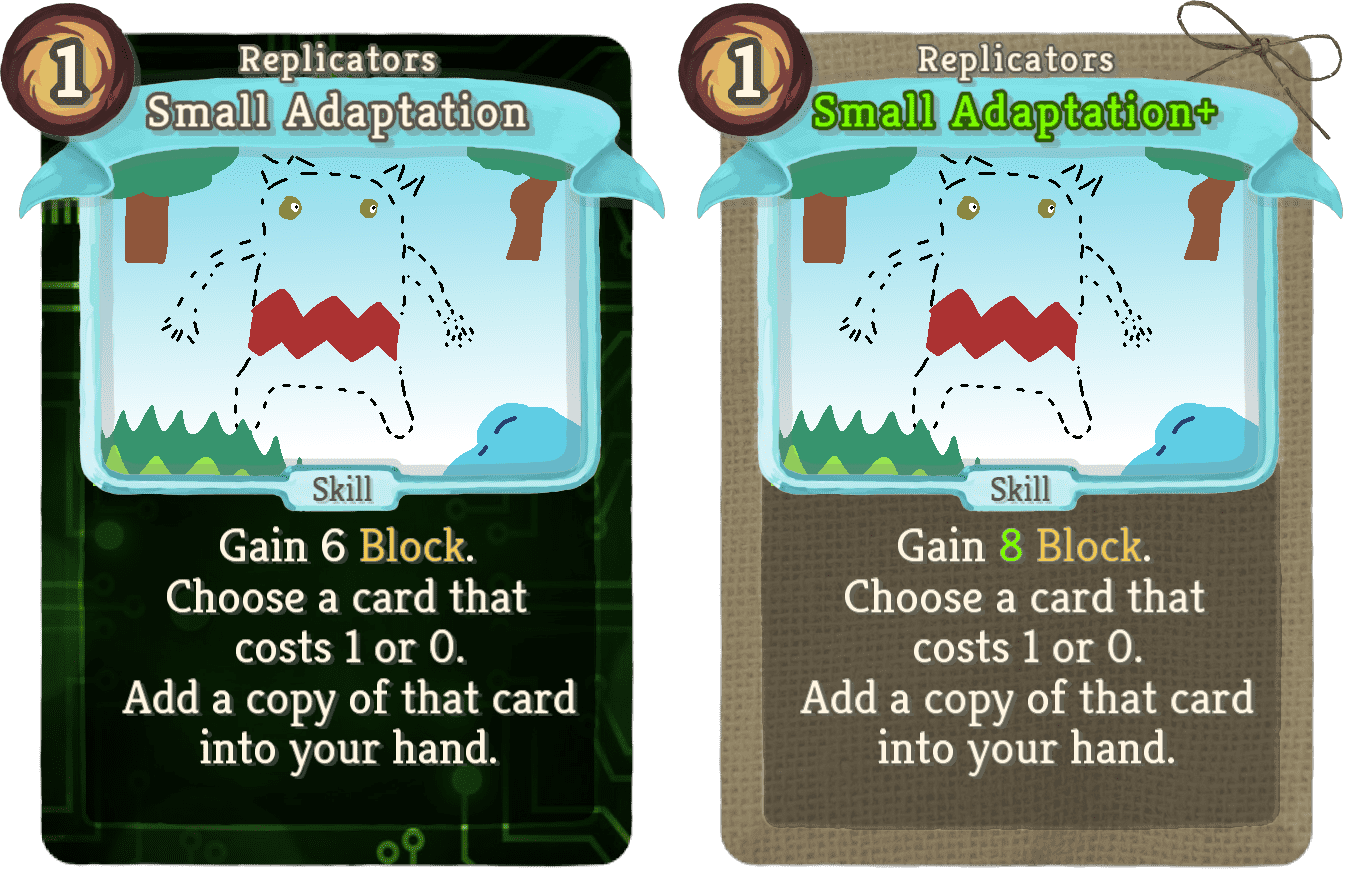 1
Replicators
Small Adaptation
Skill
Gain 6 Block.
Choose a card that
costs 1 or 0.
Add a copy of that card
into your hand.
1
Replicators
Small Adaptation+
Skill
Gain 8 Block.
Choose a card that
costs 1 or 0.
Add a copy of that card
into your hand.